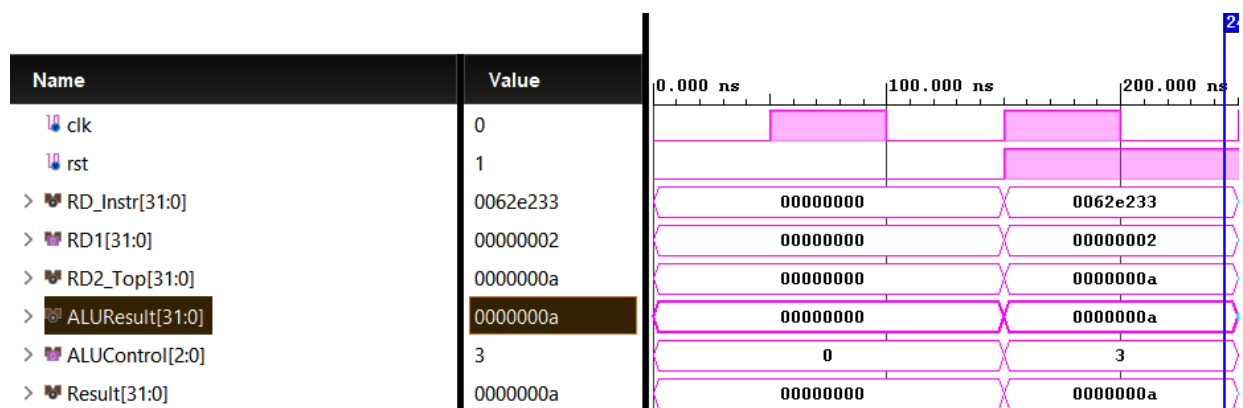 24
Name Value 0.000 ns 100.000 ns 200.000 ns
clk 0
rst 1
RD_Instr[31:0] 0062e233 00000000 0062e233
RD1[31:0] 00000002 00000000 00000002
RD2_Top[31:0] 0000000a 00000000 0000000a
ALUResult[31:0] 0000000a 00000000 0000000a
ALUControl[2:0] 3 0 3
Result[31:0] 0000000a 00000000 0000000a